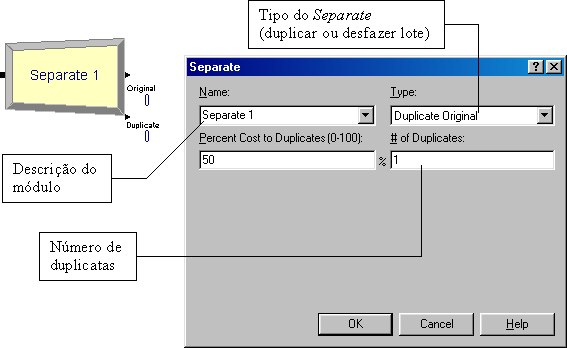 Tipo do Separate
(duplicar ou desfazer lote)
Separate 1
Original
0
Duplicate
0
Separate
Name:
Type:
Separate 1
Duplicate Original
Percent Cost to Duplicates (0-100):
# of Duplicates:
50
%
1
Descrição do
módulo
Número de
duplicatas
OK
Cancel
Help